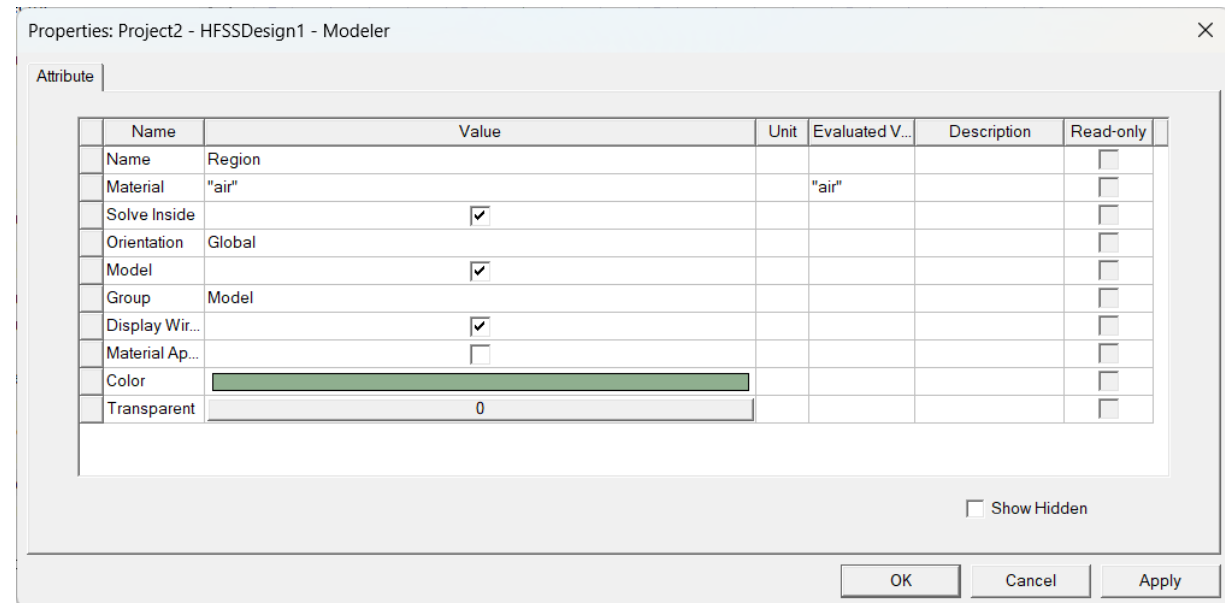 Properties: Project2 - HFSSDesign1 - Modeler
Attribute
Name Value Unit Evaluated V... Description Read-only
Name Region
Material "air" "air"
Solve Inside
Orientation Global
Model
Group Model
Display Wir...
Material Ap...
Color
Transparent 0
Show Hidden
OK Cancel Apply